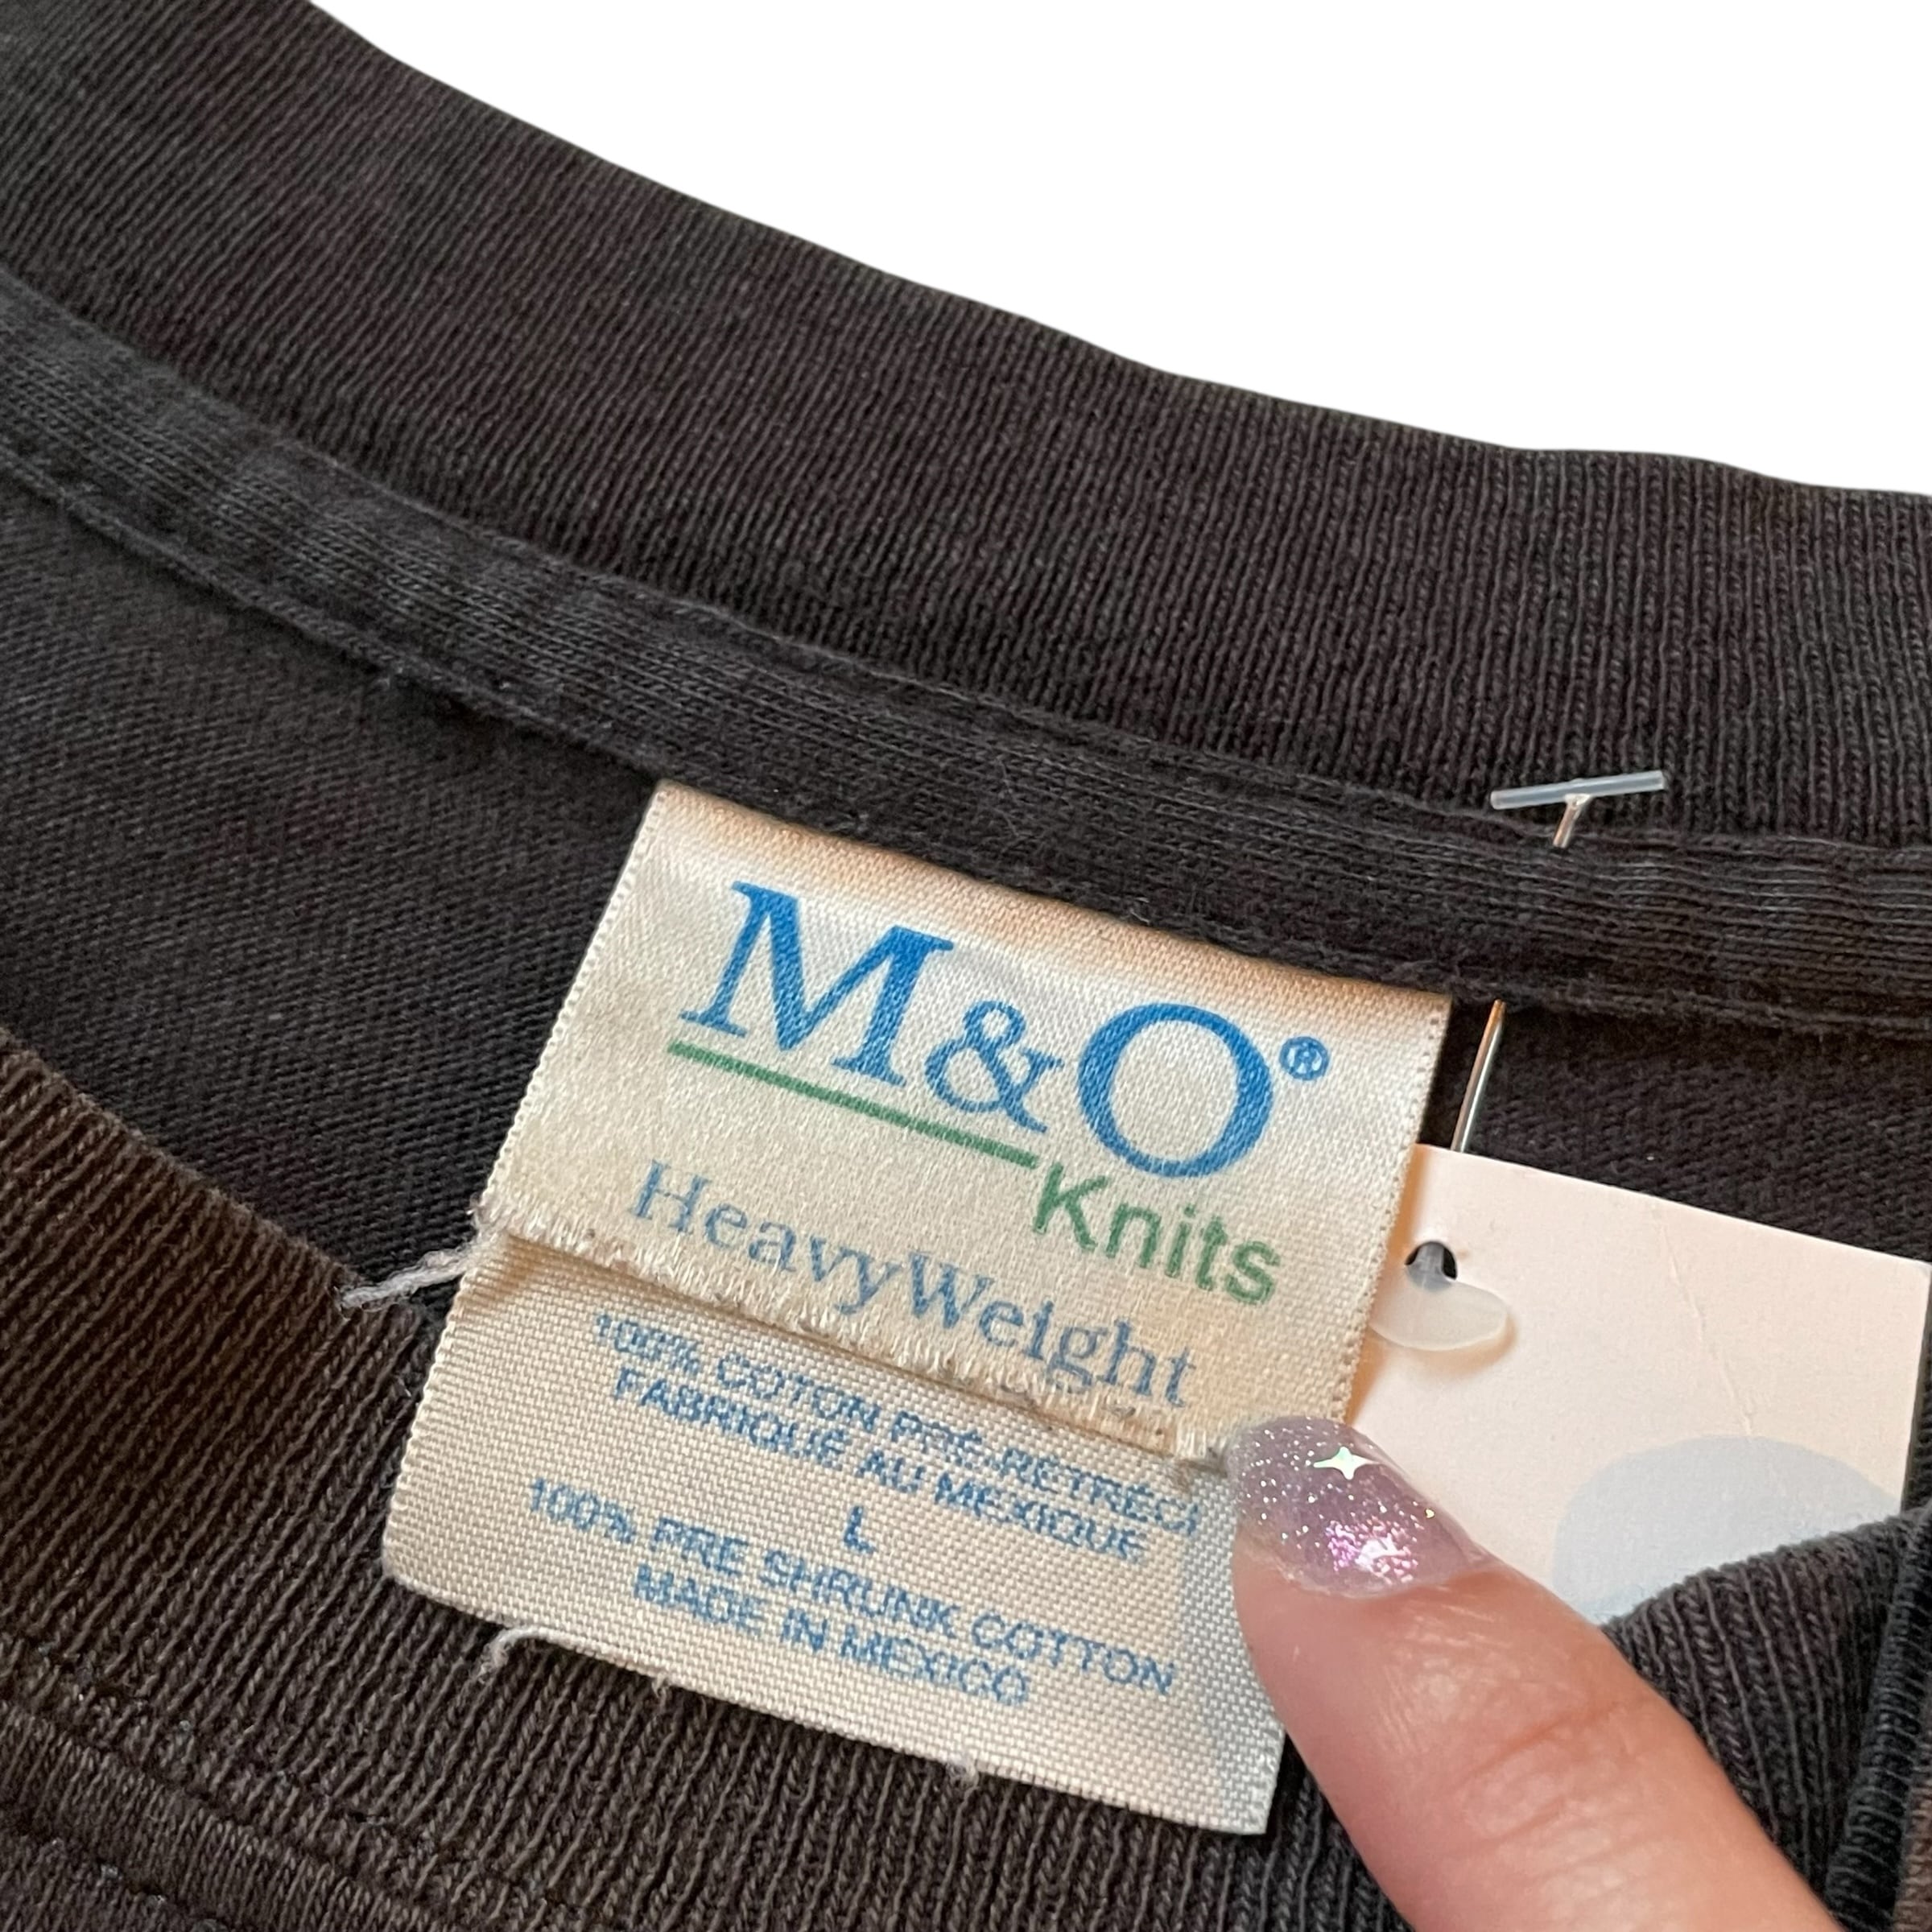 M&O®
Knits
HeavyWeight
100% COTON PRÉ-RÉTRÉCI
FABRIQUÉ AU MEXIQUE
L
100% PRE SHRUNK COTTON
MADE IN MEXICO